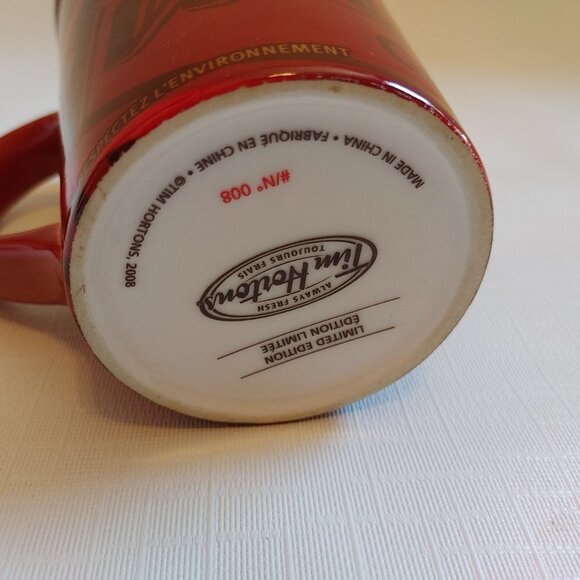 RESPECTEZ L'ENVIRONNEMENT
MADE IN CHINA • FABRIQUÉ EN CHINE • ©TIM HORTONS, 2008
#/N° 008
ALWAYS FRESH
Tim Hortons
TOUJOURS FRAIS
LIMITED EDITION
ÉDITION LIMITÉE